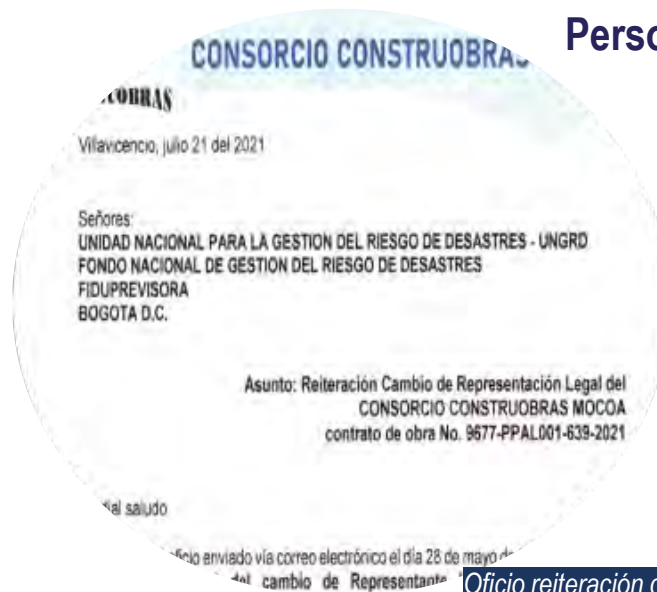 Perso
CONSORCIO CONSTRUOBRAS
COBRAS
Villavicencio, julio 21 del 2021
Señores:
UNIDAD NACIONAL PARA LA GESTION DEL RIESGO DE DESASTRES - UNGRD
FONDO NACIONAL DE GESTION DEL RIESGO DE DESASTRES
FIDUPREVISORA
BOGOTA D.C.
Asunto: Reiteración Cambio de Representación Legal del
CONSORCIO CONSTRUOBRAS MOCOA
contrato de obra No. 9677-PPAL001-639-2021
saludo
oficio enviado vía correo electrónico el día 28 de mayo de
del cambio de Representante
Oficio reiteración